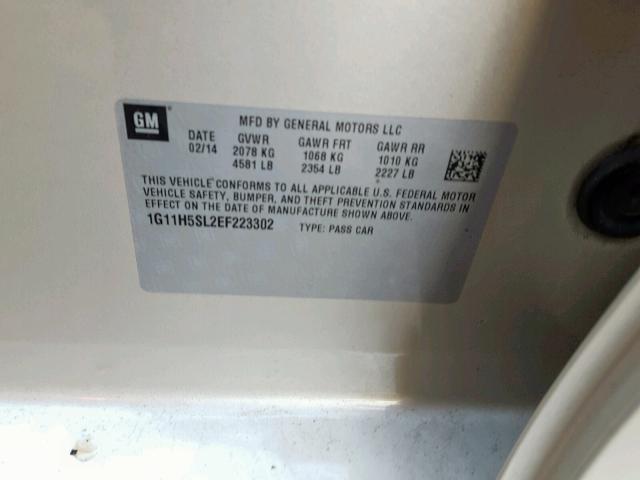 GM
MFD BY GENERAL MOTORS LLC
DATE GVWR GAWR FRT GAWR RR
02/14 2078 KG 1068 KG 1010 KG
4581 LB 2354 LB 2227 LB
THIS VEHICLE CONFORMS TO ALL APPLICABLE U.S. FEDERAL MOTOR
VEHICLE SAFETY, BUMPER, AND THEFT PREVENTION STANDARDS IN
EFFECT ON THE DATE OF MANUFACTURE SHOWN ABOVE.
1G11H5SL2EF223302 TYPE: PASS CAR